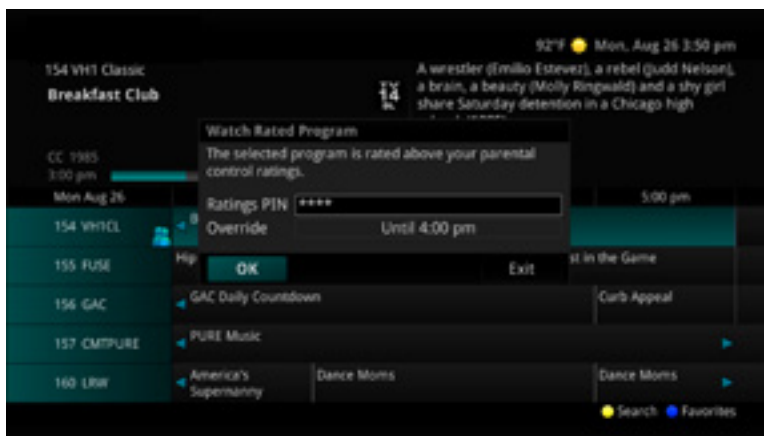 92°F Mon, Aug 26 3:50 pm
154 VH1 Classic
Breakfast Club
TV
14
A wrestler (Emilio Estevez), a rebel (Judd Nelson),
a brain, a beauty (Molly Ringwald) and a shy girl
share Saturday detention in a Chicago high
CC 1985
3:00 pm
Watch Rated Program
The selected program is rated above your parental
control ratings.
Ratings PIN ****
Override Until 4:00 pm
OK Exit
Mon Aug 26 5:00 pm
154 VH1CL B
155 FUSE Hip st in the Game
156 GAC GAC Daily Countdown Curb Appeal
157 CMTPURE PURE Music
160 LRW America's Supernanny Dance Moms Dance Moms
Search Favorites